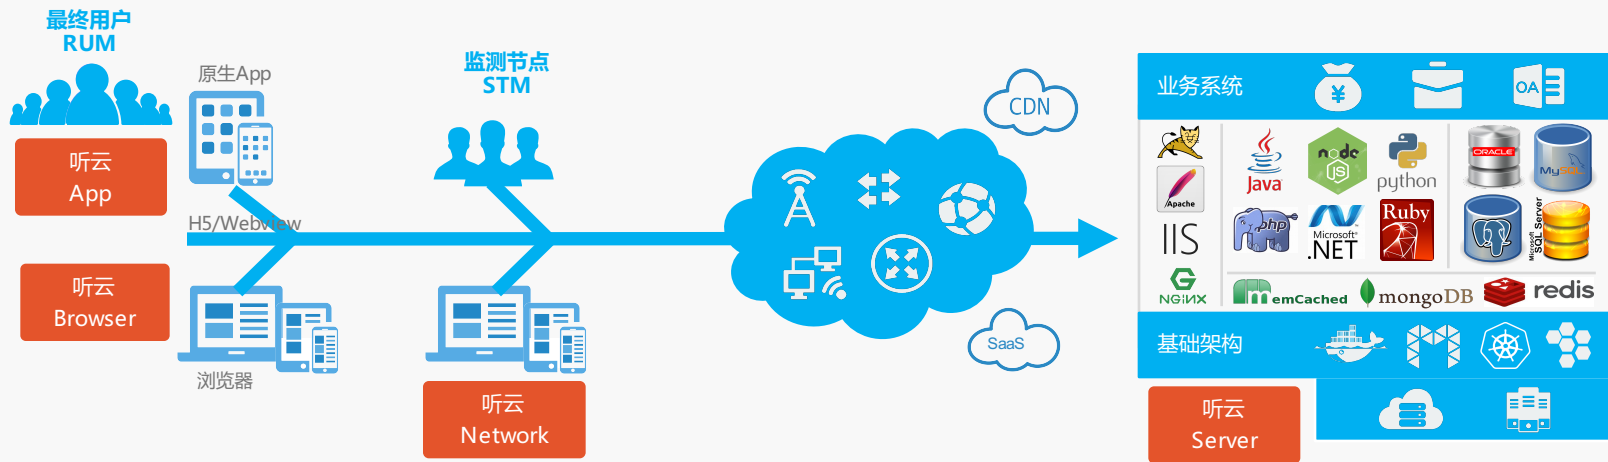 最终用户
RUM
听云
App
听云
Browser
原生App
H5/Webview
浏览器
监测节点
STM
听云
Network
CDN
SaaS
业务系统
¥
OA
Apache
IIS
NGINX
Java
node
JS
python
php
Microsoft
.NET
Ruby
ORACLE
MySQL
Microsoft
SQL Server
MemCached
mongoDB
redis
基础架构
听云
Server